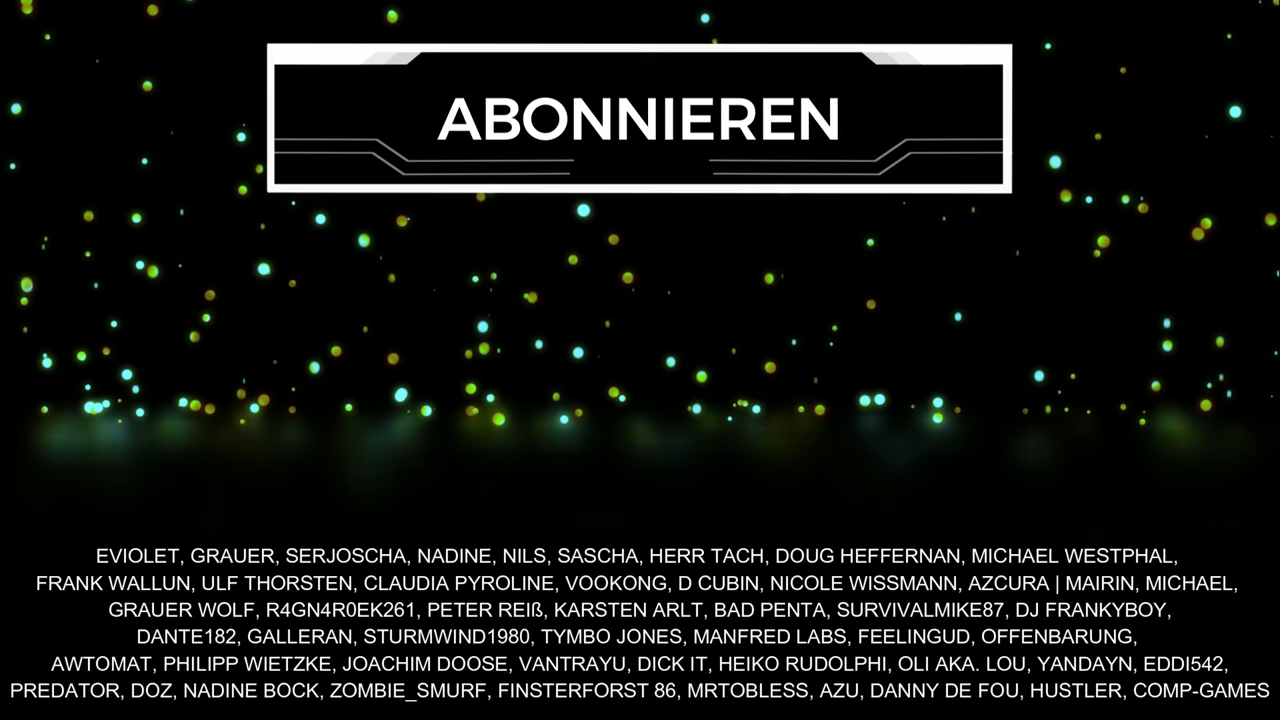 ABONNIEREN
EVIOLET, GRAUER, SERJOSCHA, NADINE, NILS, SASCHA, HERR TACH, DOUG HEFFERNAN, MICHAEL WESTPHAL,
FRANK WALLUN, ULF THORSTEN, CLAUDIA PYROLINE, VOOKONG, D CUBIN, NICOLE WISSMANN, AZCURA | MAIRIN, MICHAEL,
GRAUER WOLF, R4GN4R0EK261, PETER REIß, KARSTEN ARLT, BAD PENTA, SURVIVALMIKE87, DJ FRANKYBOY,
DANTE182, GALLERAN, STURMWIND1980, TYMBO JONES, MANFRED LABS, FEELINGUD, OFFENBARUNG,
AWTOMAT, PHILIPP WIETZKE, JOACHIM DOOSE, VANTRAYU, DICK IT, HEIKO RUDOLPHI, OLI AKA. LOU, YANDAYN, EDDI542,
PREDATOR, DOZ, NADINE BOCK, ZOMBIE_SMURF, FINSTERFORST 86, MRTOBLESS, AZU, DANNY DE FOU, HUSTLER, COMP-GAMES